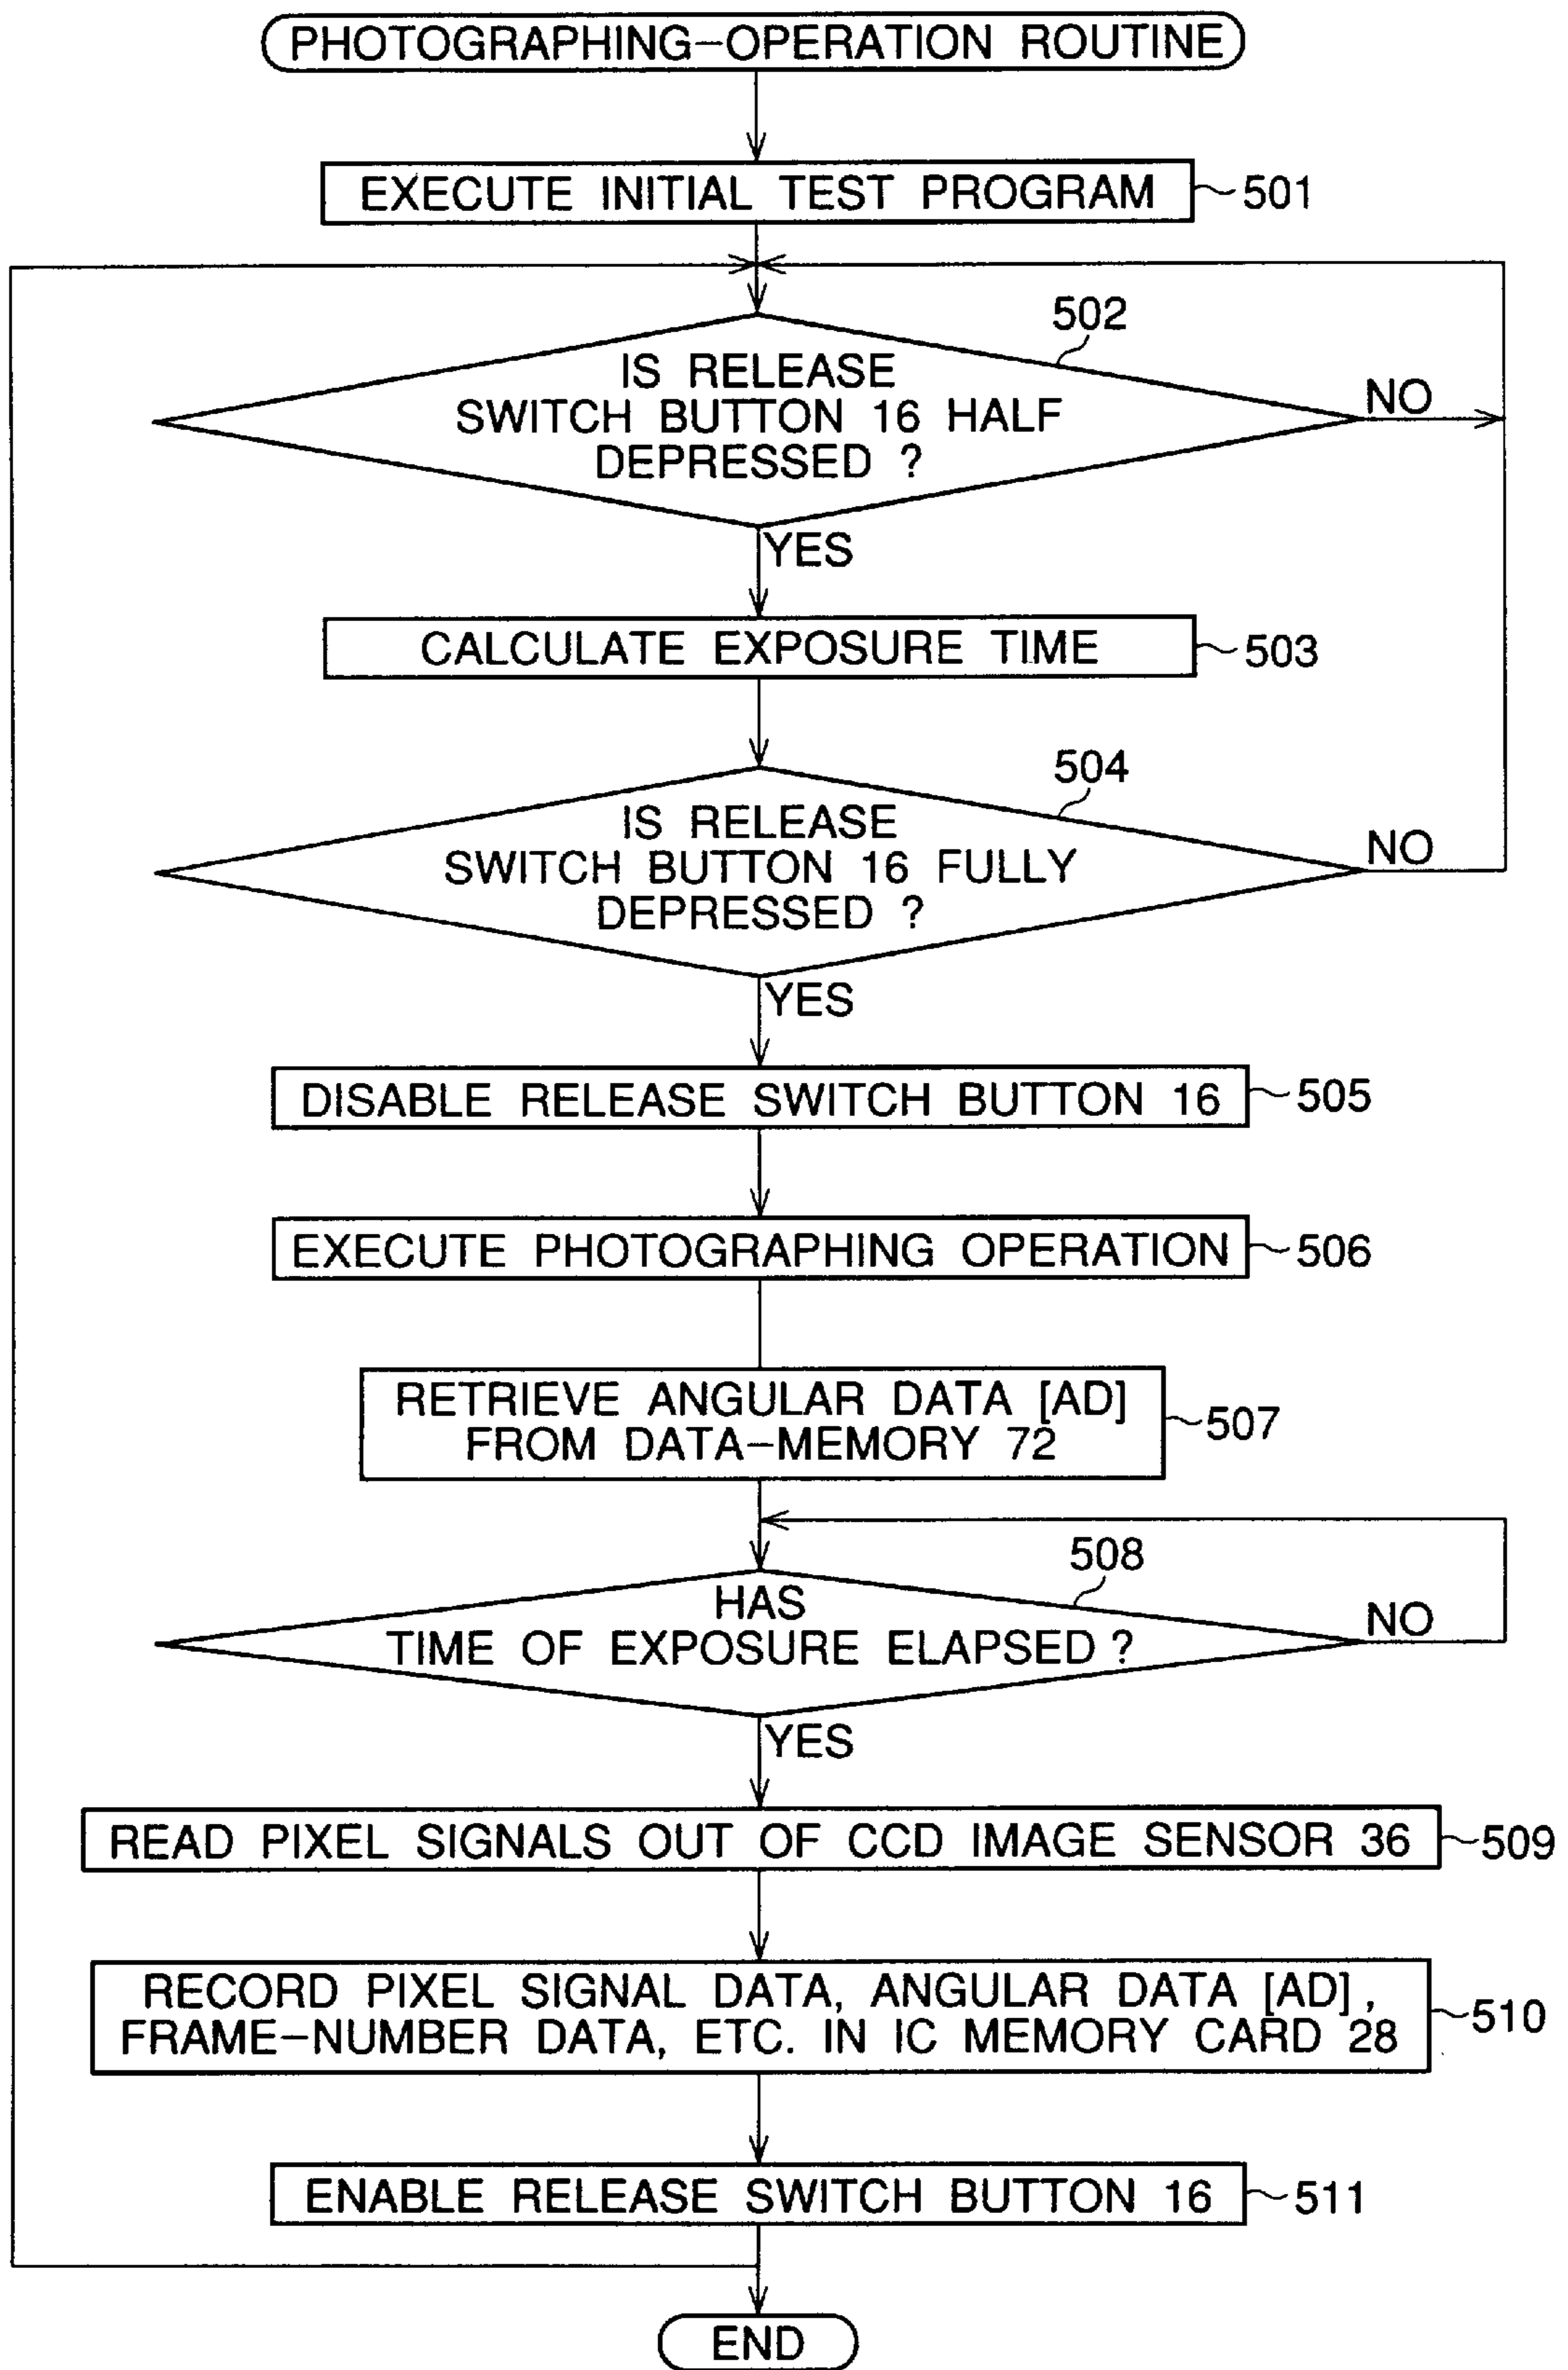 PHOTOGRAPHING-OPERATION ROUTINE
EXECUTE INITIAL TEST PROGRAM
501
502
IS RELEASE
SWITCH BUTTON 16 HALF
DEPRESSED ?
NO
YES
CALCULATE EXPOSURE TIME
503
504
IS RELEASE
SWITCH BUTTON 16 FULLY
DEPRESSED ?
NO
YES
DISABLE RELEASE SWITCH BUTTON 16
505
EXECUTE PHOTOGRAPHING OPERATION
506
RETRIEVE ANGULAR DATA [AD]
FROM DATA-MEMORY 72
507
508
HAS
TIME OF EXPOSURE ELAPSED ?
NO
YES
READ PIXEL SIGNALS OUT OF CCD IMAGE SENSOR 36
509
RECORD PIXEL SIGNAL DATA, ANGULAR DATA [AD],
FRAME-NUMBER DATA, ETC. IN IC MEMORY CARD 28
510
ENABLE RELEASE SWITCH BUTTON 16
511
END